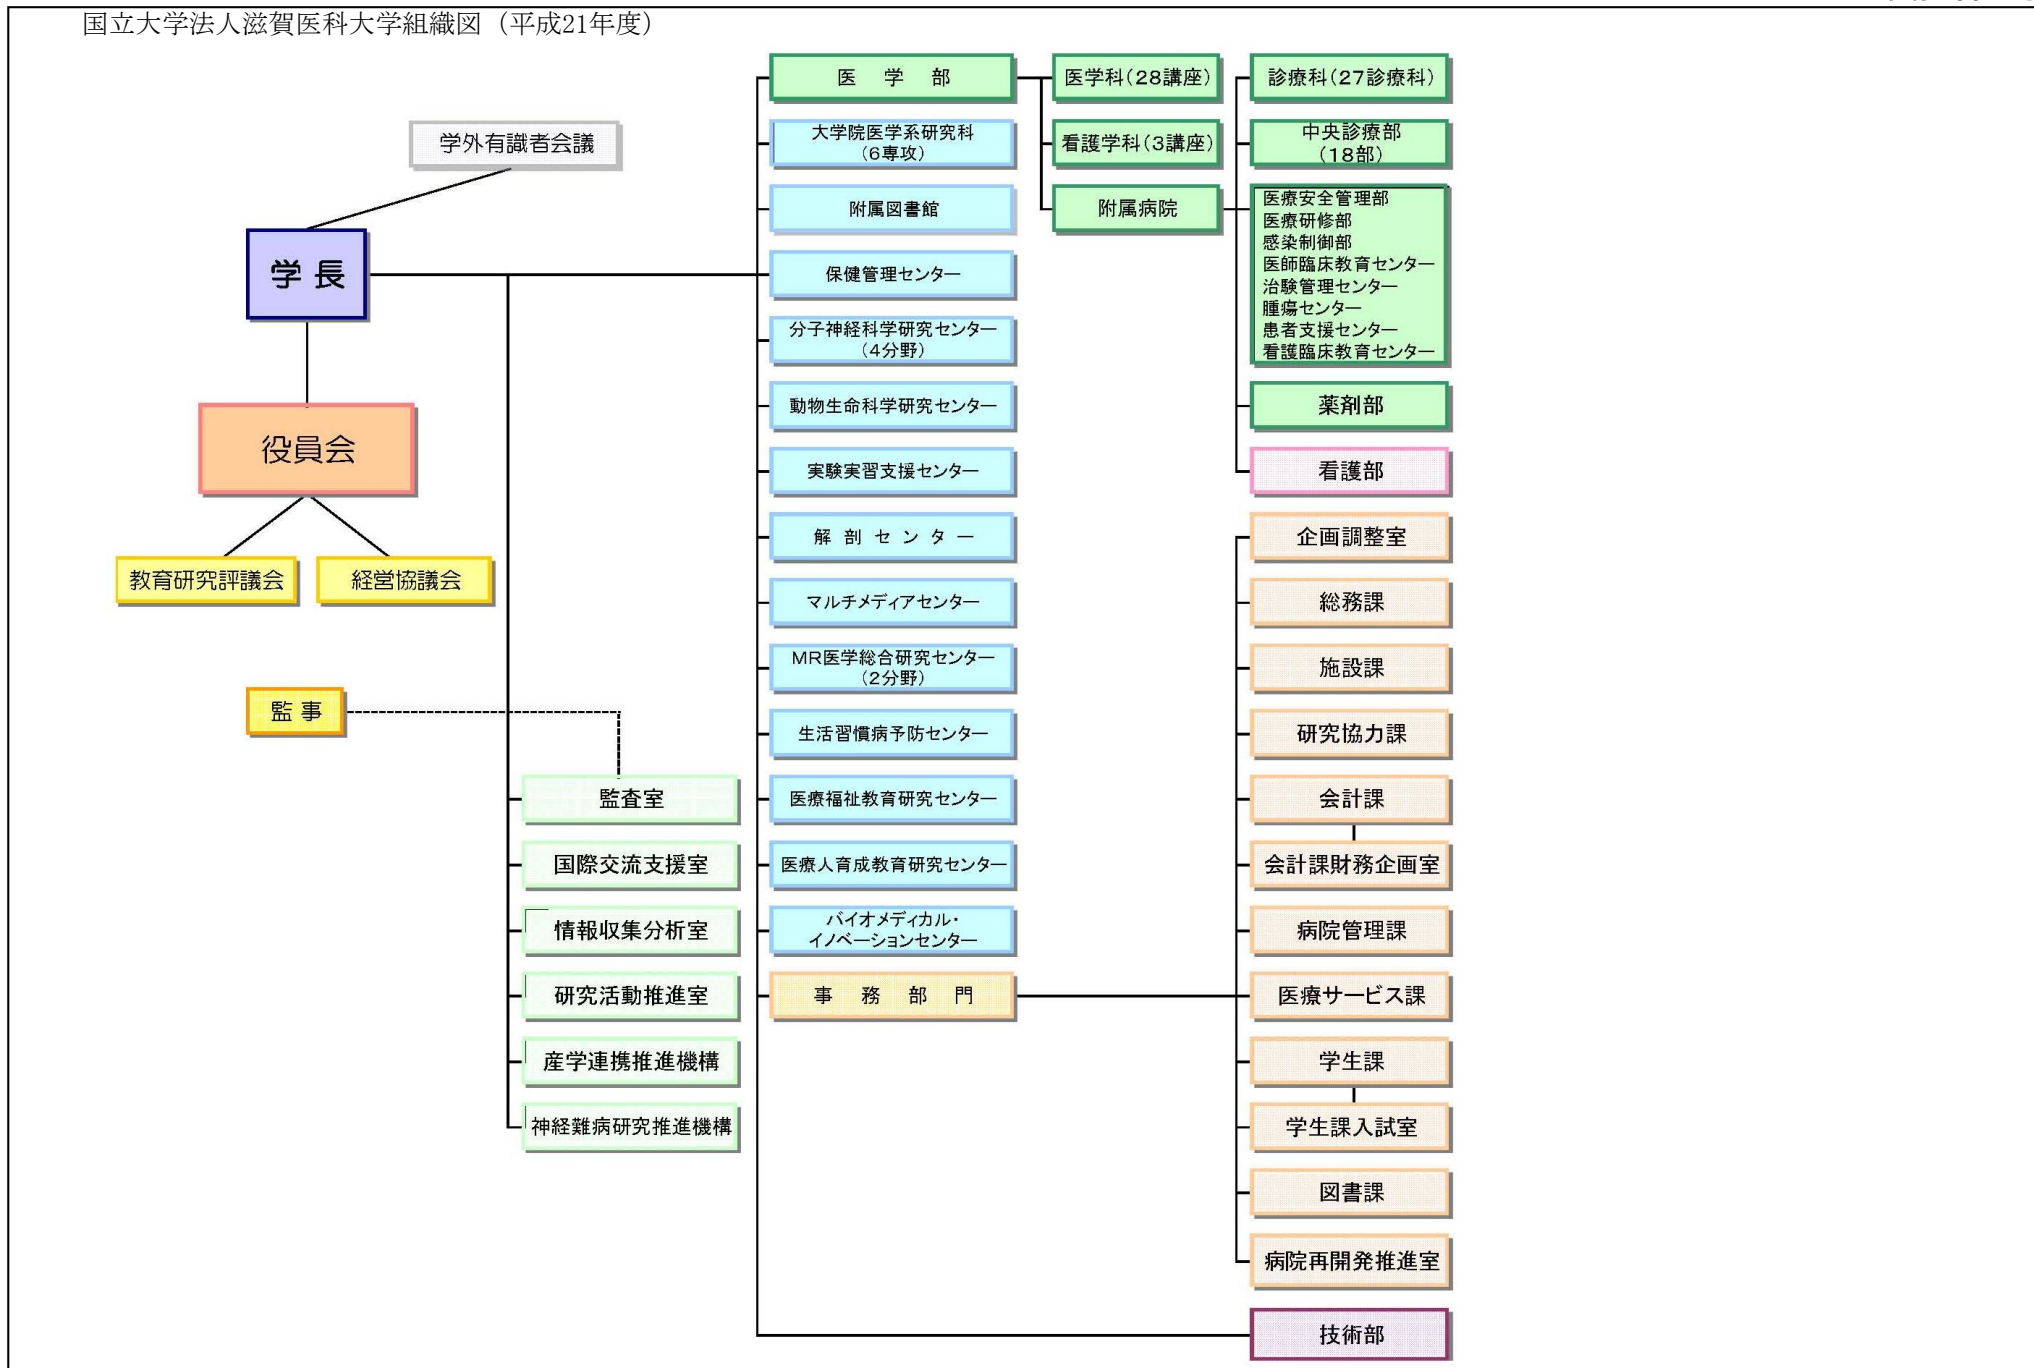 国立大学法人滋賀医科大学組織図（平成21年度）
学外有識者会議
学長
役員会
教育研究評議会
経営協議会
監事
監査室
国際交流支援室
情報収集分析室
研究活動推進室
産学連携推進機構
神経難病研究推進機構
医学部
大学院医学系研究科
（6専攻）
附属図書館
保健管理センター
分子神経科学研究センター
（4分野）
動物生命科学研究センター
実験実習支援センター
解剖センター
マルチメディアセンター
MR医学総合研究センター
（2分野）
生活習慣病予防センター
医療福祉教育研究センター
医療人育成教育研究センター
バイオメディカル・
イノベーションセンター
事務部門
医学科（28講座）
看護学科（3講座）
附属病院
診療科（27診療科）
中央診療部
（18部）
医療安全管理部
医療研修部
感染制御部
医師臨床教育センター
治験管理センター
腫瘍センター
患者支援センター
看護臨床教育センター
薬剤部
看護部
企画調整室
総務課
施設課
研究協力課
会計課
会計課財務企画室
病院管理課
医療サービス課
学生課
学生課入試室
図書課
病院再開発推進室
技術部